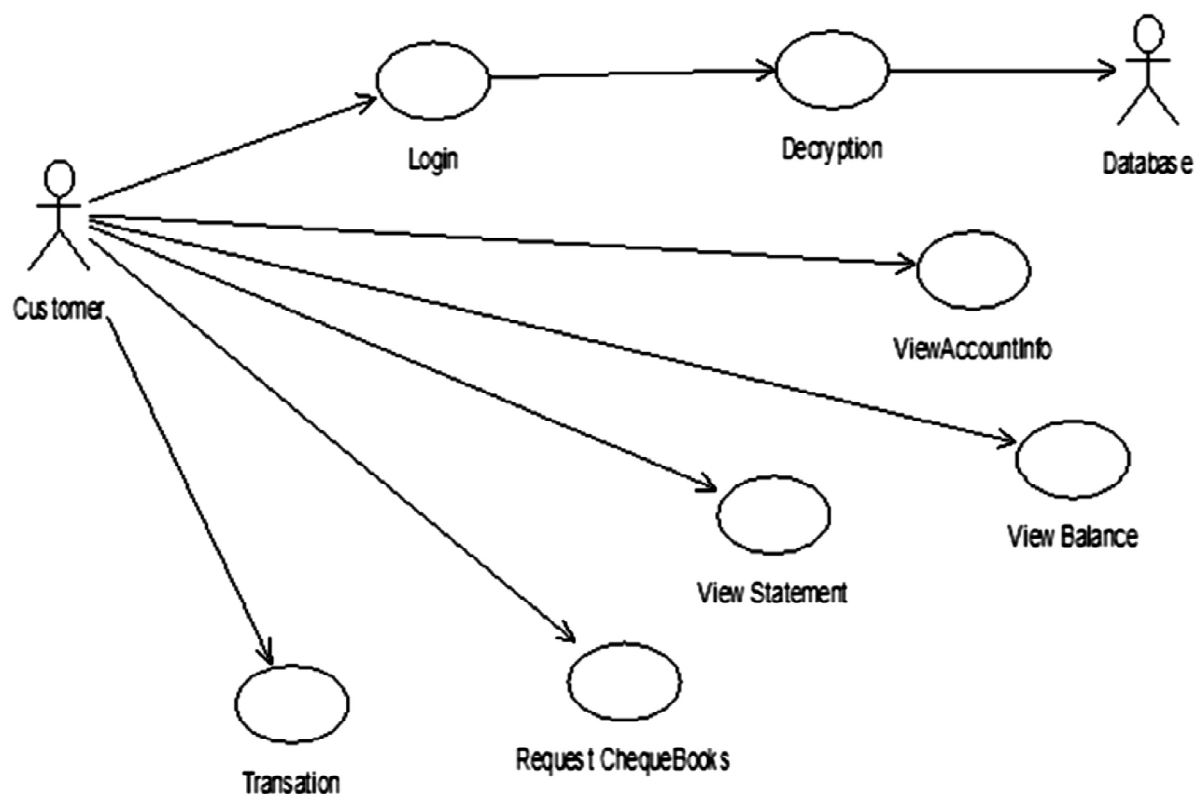 Login
Decryption
Database
Customer
ViewAccountInfo
View Balance
View Statement
Request ChequeBooks
Transation